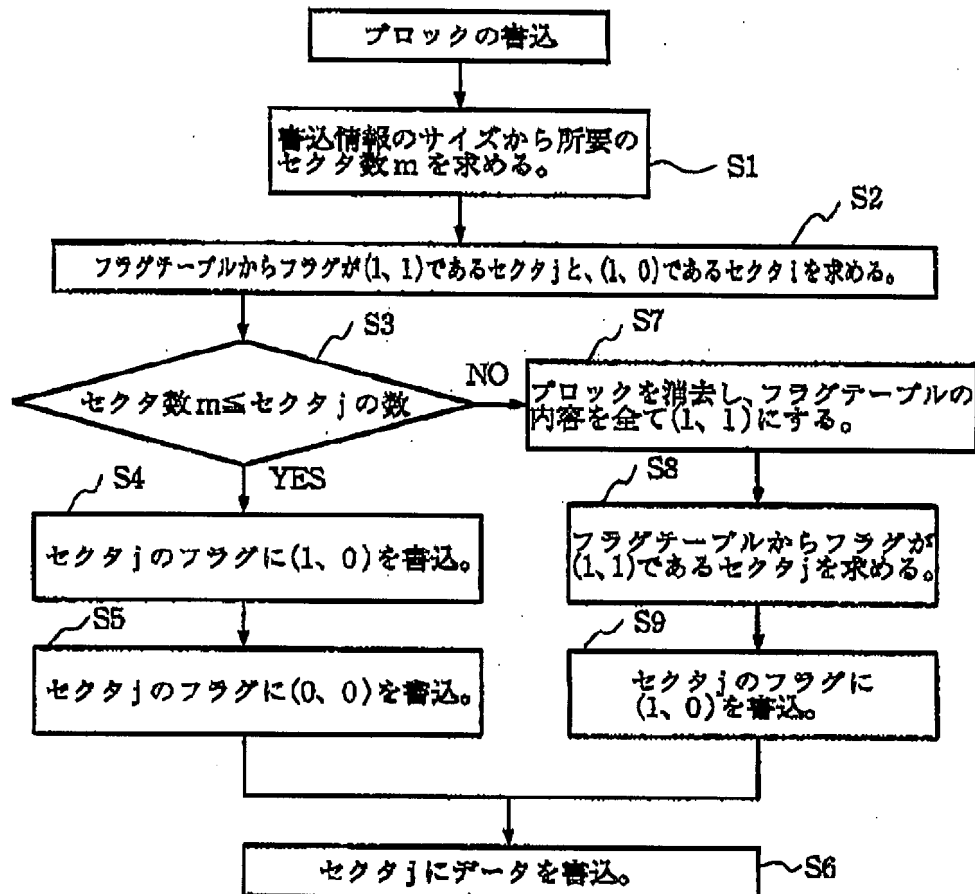 ブロックの書込
書込情報のサイズから所要の
セクタ数mを求める。
S1
S2
フラグテーブルからフラグが(1、1)であるセクタjと、(1、0)であるセクタiを求める。
S3
セクタ数m≦セクタjの数
NO
YES
S7
ブロックを消去し、フラグテーブルの
内容を全て(1、1)にする。
S4
セクタjのフラグに(1、0)を書込。
S8
フラグテーブルからフラグが
(1、1)であるセクタjを求める。
S5
セクタjのフラグに(0、0)を書込。
S9
セクタjのフラグに
(1、0)を書込。
セクタjにデータを書込。
S6